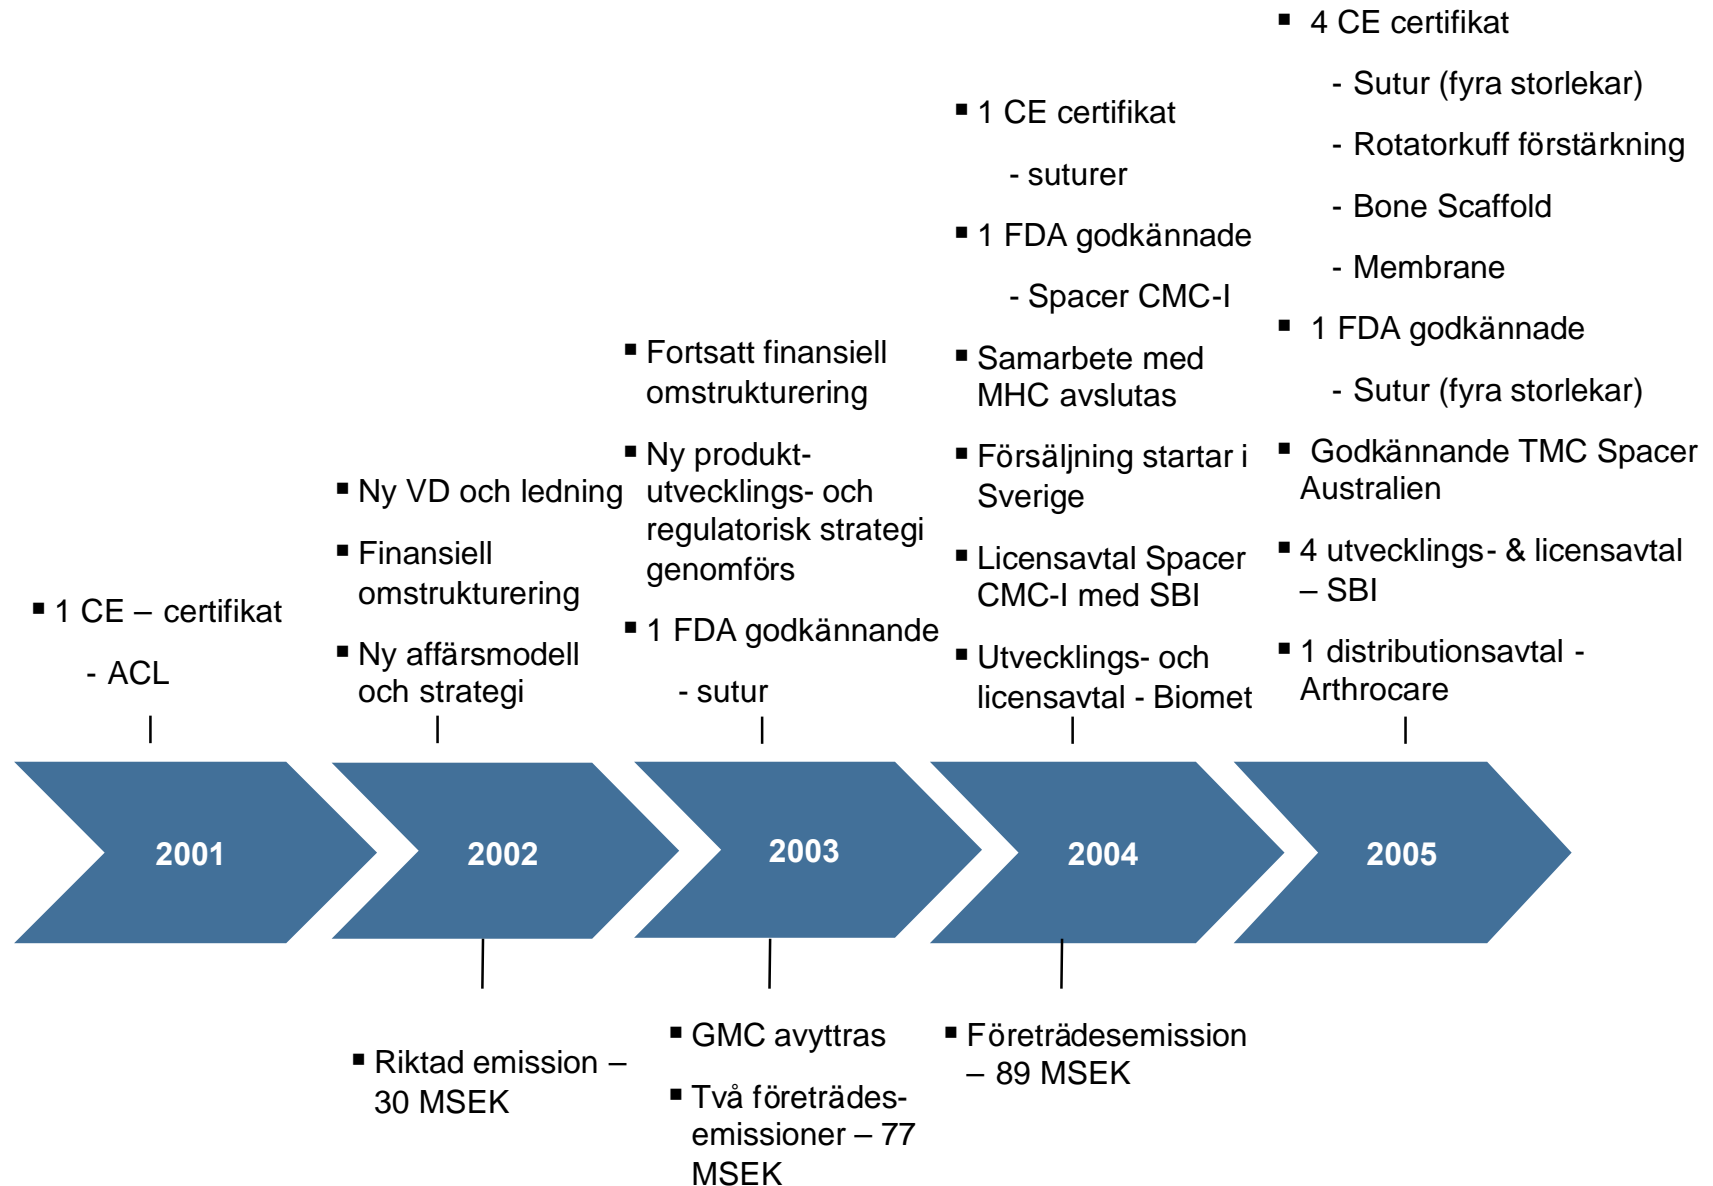 ▪ 1 CE – certifikat
- ACL
▪ Ny VD och ledning
▪ Finansiell
omstrukturering
▪ Ny affärsmodell
och strategi
▪ Fortsatt finansiell
omstrukturering
▪ Ny produkt-
utvecklings- och
regulatorisk strategi
genomförs
▪ 1 FDA godkännande
- sutur
▪ 1 CE certifikat
- suturer
▪ 1 FDA godkännade
- Spacer CMC-I
▪ Samarbete med
MHC avslutas
▪ Försäljning startar i
Sverige
▪ Licensavtal Spacer
CMC-I med SBI
▪ Utvecklings- och
licensavtal - Biomet
▪ 4 CE certifikat
- Sutur (fyra storlekar)
- Rotatorkuff förstärkning
- Bone Scaffold
- Membrane
▪ 1 FDA godkännade
- Sutur (fyra storlekar)
▪ Godkännande TMC Spacer
Australien
▪ 4 utvecklings- & licensavtal
– SBI
▪ 1 distributionsavtal -
Arthrocare
2001
2002
2003
2004
2005
▪ Riktad emission –
30 MSEK
▪ GMC avyttras
▪ Två företrädes-
emissioner – 77
MSEK
▪ Företrädesemission
– 89 MSEK